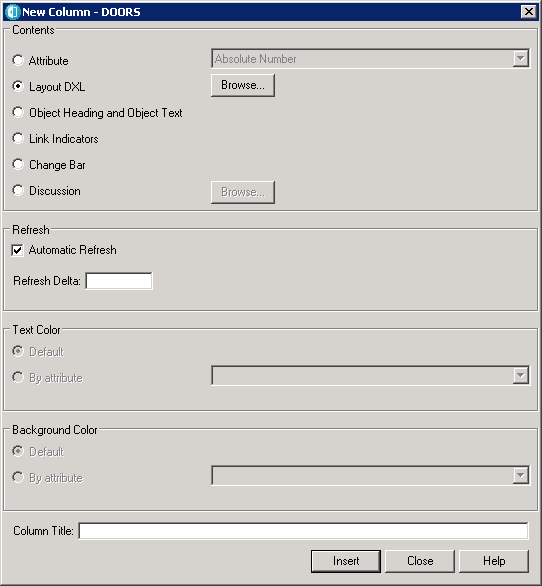 New Column - DOORS
Contents
Attribute
Absolute Number
Layout DXL
Browse...
Object Heading and Object Text
Link Indicators
Change Bar
Discussion
Browse...
Refresh
Automatic Refresh
Refresh Delta:
Text Color
Default
By attribute
Background Color
Default
By attribute
Column Title:
Insert
Close
Help